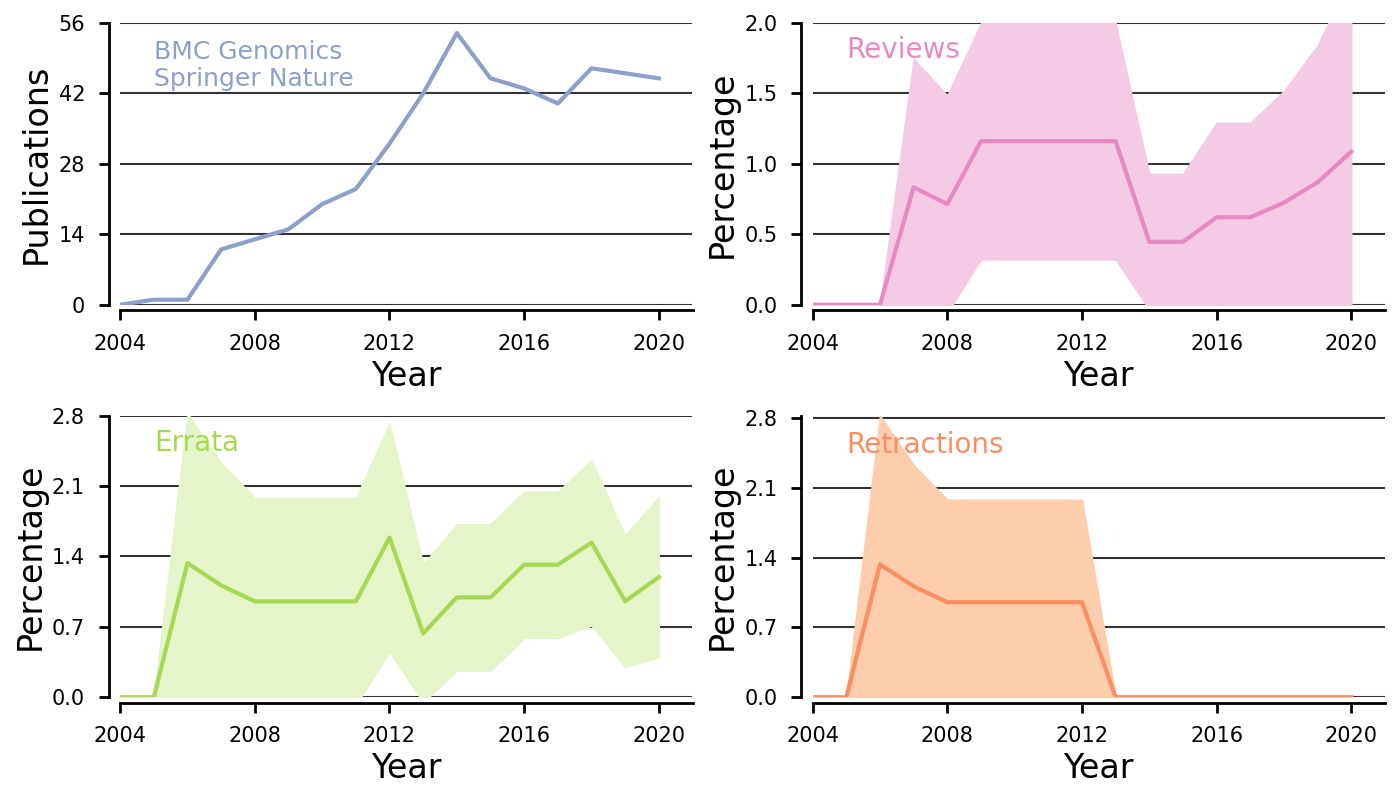 56
42
28
14
0
Publications
BMC Genomics
Springer Nature
2004 2008 2012 2016 2020
Year
2.0
1.5
1.0
0.5
0.0
Percentage
Reviews
2004 2008 2012 2016 2020
Year
2.8
2.1
1.4
0.7
0.0
Percentage
Errata
2004 2008 2012 2016 2020
Year
2.8
2.1
1.4
0.7
0.0
Percentage
Retractions
2004 2008 2012 2016 2020
Year